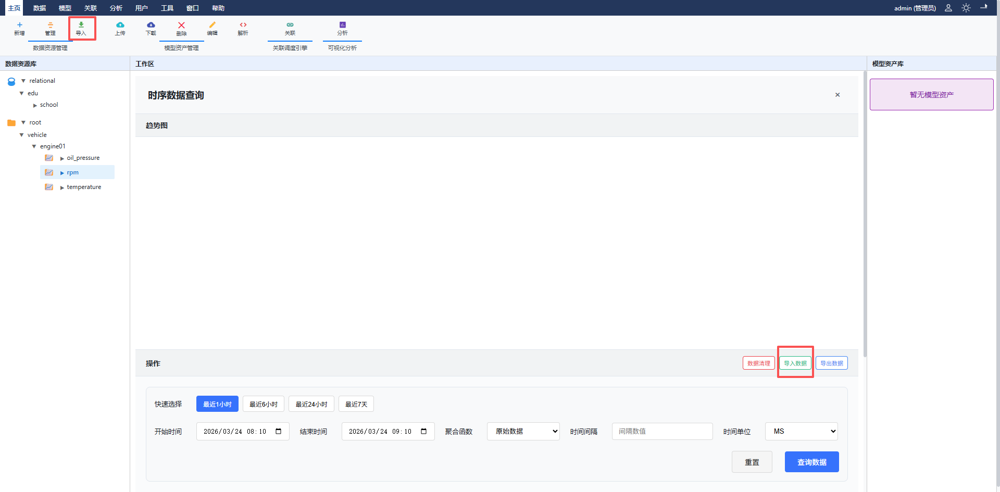 主页 数据 模型 关联 分析 用户 工具 窗口 帮助 admin (管理员)
新增 管理 导入 上传 下载 删除 编辑 解析 关联 分析
数据资源管理 模型资产管理 关联调度引擎 可视化分析
数据资源库
relational
edu
school
root
vehicle
engine01
oil_pressure
rpm
temperature
工作区
时序数据查询 ×
趋势图
操作 数据清理 导入数据 导出数据
快速选择 最近1小时 最近6小时 最近24小时 最近7天
开始时间 2026/03/24 08:10 结束时间 2026/03/24 09:10 聚合函数 原始数据 时间间隔 间隔数值 时间单位 MS
重置 查询数据
模型资产库
暂无模型资产